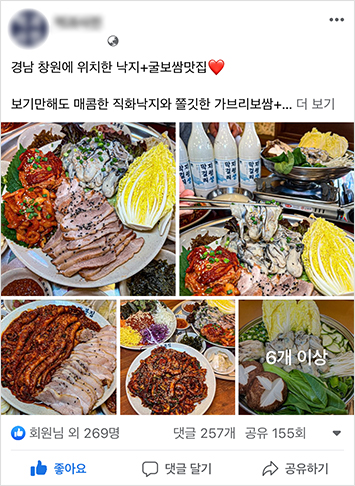 경남 창원에 위치한 낙지+굴보쌈맛집❤️
보기만해도 매콤한 직화낙지와 쫄깃한 가브리보쌈+... 더 보기
6개 이상
회원님 외 269명
댓글 257개 공유 155회
좋아요
댓글 달기
공유하기